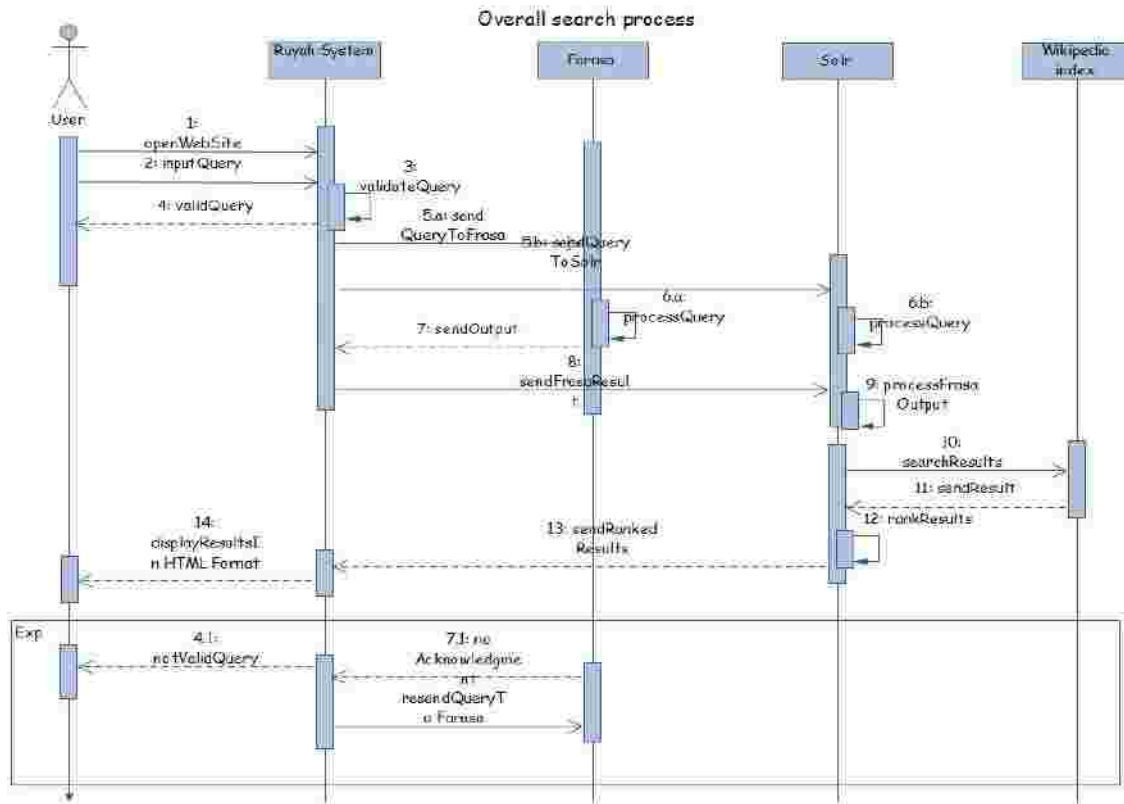 Overall search process
Ruyah System
Farasa
Solr
Wikipedia
index
User
1:
openWebSite
2: inputQuery
3:
validateQuery
4: validQuery
5.a: send
QueryToFrasa
5.b: sendQuery
ToSolr
6.a:
processQuery
6.b:
processQuery
7: sendOutput
8:
sendFrasaResul
t
9: processFrasa
Output
10:
searchResults
11: sendResult
12: rankResults
13: sendRanked
Results
14:
displayResultsI
n HTML Format
Exp
4.1:
notValidQuery
7.1: no
Acknowledgme
nt
resendQueryT
o Farasa